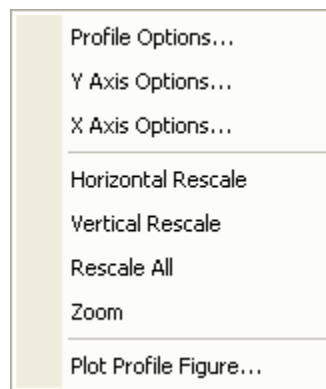 Profile Options...
Y Axis Options...
X Axis Options...
Horizontal Rescale
Vertical Rescale
Rescale All
Zoom
Plot Profile Figure...